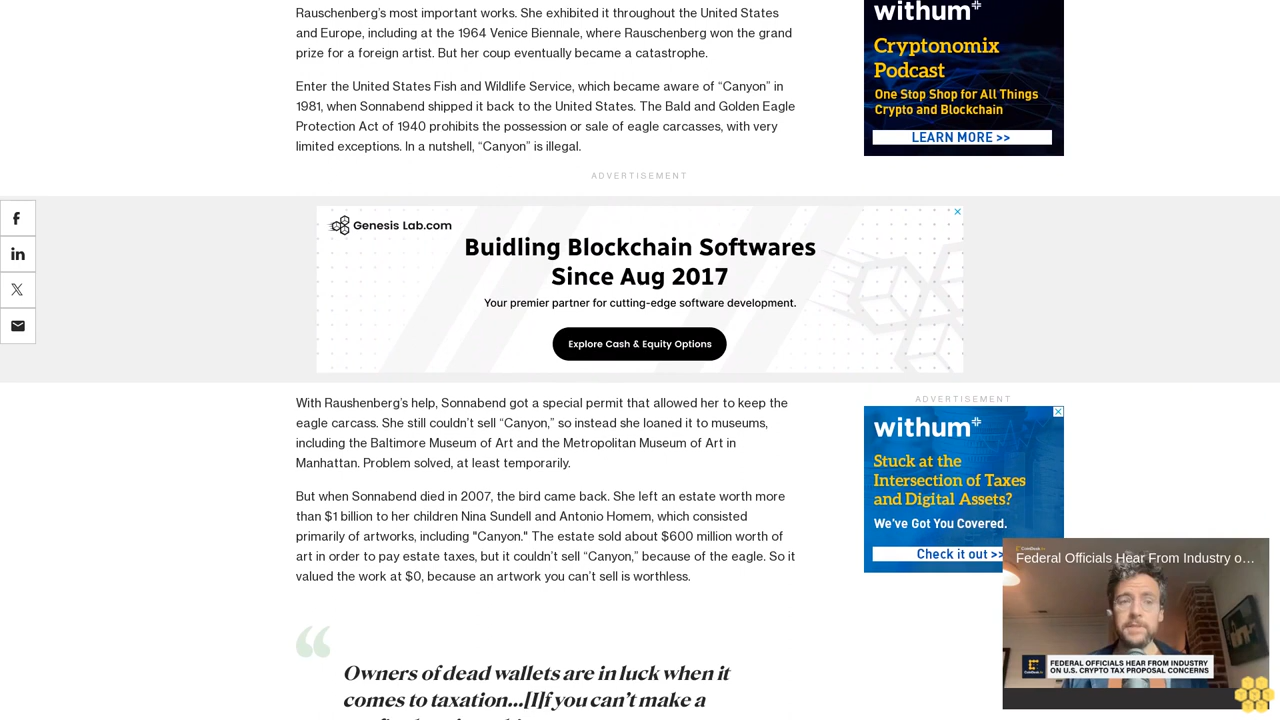 Rauschenberg’s most important works. She exhibited it throughout the United States
and Europe, including at the 1964 Venice Biennale, where Rauschenberg won the grand
prize for a foreign artist. But her coup eventually became a catastrophe.
Enter the United States Fish and Wildlife Service, which became aware of “Canyon” in
1981, when Sonnabend shipped it back to the United States. The Bald and Golden Eagle
Protection Act of 1940 prohibits the possession or sale of eagle carcasses, with very
limited exceptions. In a nutshell, “Canyon” is illegal.
withum+
Cryptonomix
Podcast
One Stop Shop for All Things
Crypto and Blockchain
LEARN MORE >>
ADVERTISEMENT
Genesis Lab.com
Buidling Blockchain Softwares
Since Aug 2017
Your premier partner for cutting-edge software development.
Explore Cash & Equity Options
With Raushenberg’s help, Sonnabend got a special permit that allowed her to keep the
eagle carcass. She still couldn’t sell “Canyon,” so instead she loaned it to museums,
including the Baltimore Museum of Art and the Metropolitan Museum of Art in
Manhattan. Problem solved, at least temporarily.
But when Sonnabend died in 2007, the bird came back. She left an estate worth more
than $1 billion to her children Nina Sundell and Antonio Homem, which consisted
primarily of artworks, including "Canyon." The estate sold about $600 million worth of
art in order to pay estate taxes, but it couldn’t sell “Canyon,” because of the eagle. So it
valued the work at $0, because an artwork you can’t sell is worthless.
ADVERTISEMENT
withum+
Stuck at the
Intersection of Taxes
and Digital Assets?
We’ve Got You Covered.
Check it out >>
CoinDesk
Federal Officials Hear From Industry o…
FEDERAL OFFICIALS HEAR FROM INDUSTRY
ON U.S. CRYPTO TAX PROPOSAL CONCERNS
“Owners of dead wallets are in luck when it
comes to taxation...[I]f you can’t make a